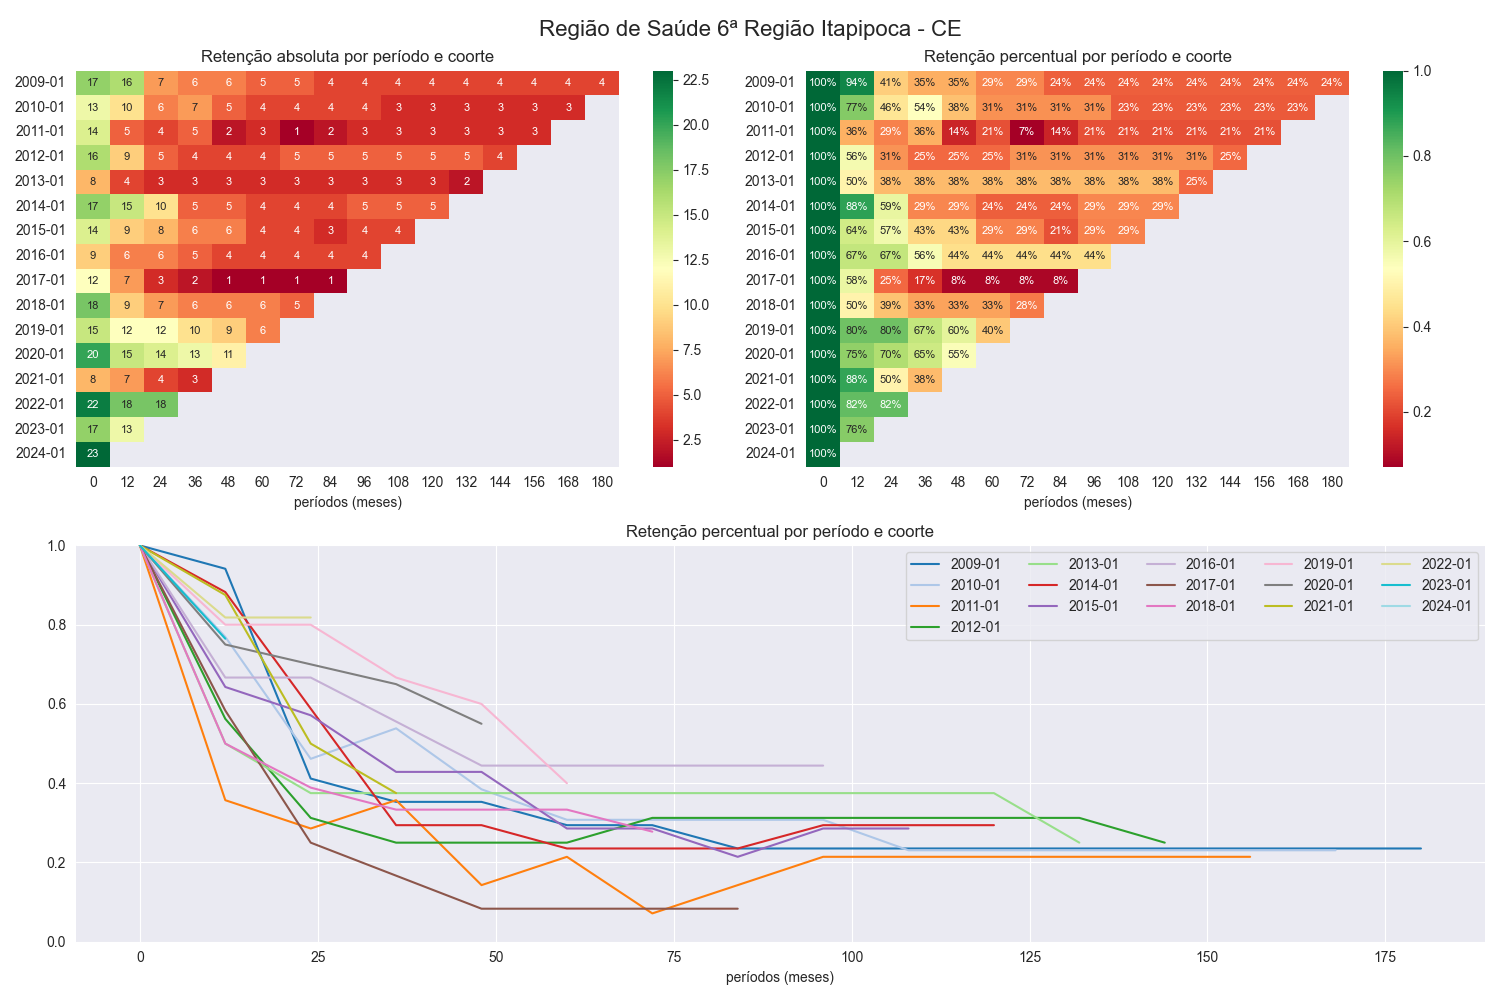 Região de Saúde 6ª Região Itapipoca - CE
Retenção absoluta por período e coorte
2009-01 17 16 7 6 6 5 5 4 4 4 4 4 4 4 4 4
2010-01 13 10 6 7 5 4 4 4 4 3 3 3 3 3 3
2011-01 14 5 4 5 2 3 1 2 3 3 3 3 3 3
2012-01 16 9 5 4 4 4 5 5 5 5 5 5 4
2013-01 8 4 3 3 3 3 3 3 3 3 3 2
2014-01 17 15 10 5 5 4 4 4 5 5 5
2015-01 14 9 8 6 6 4 4 3 4 4
2016-01 9 6 6 5 4 4 4 4 4
2017-01 12 7 3 2 1 1 1 1
2018-01 18 9 7 6 6 6 5
2019-01 15 12 12 10 9 6
2020-01 20 15 14 13 11
2021-01 8 7 4 3
2022-01 22 18 18
2023-01 17 13
2024-01 23
0 12 24 36 48 60 72 84 96 108 120 132 144 156 168 180
períodos (meses)
22.5
20.0
17.5
15.0
12.5
10.0
7.5
5.0
2.5
Retenção percentual por período e coorte
2009-01 100% 94% 41% 35% 35% 29% 29% 24% 24% 24% 24% 24% 24% 24% 24% 24%
2010-01 100% 77% 46% 54% 38% 31% 31% 31% 31% 23% 23% 23% 23% 23% 23%
2011-01 100% 36% 29% 36% 14% 21% 7% 14% 21% 21% 21% 21% 21% 21%
2012-01 100% 56% 31% 25% 25% 25% 31% 31% 31% 31% 31% 31% 25%
2013-01 100% 50% 38% 38% 38% 38% 38% 38% 38% 38% 38% 25%
2014-01 100% 88% 59% 29% 29% 24% 24% 24% 29% 29% 29%
2015-01 100% 64% 57% 43% 43% 29% 29% 21% 29% 29%
2016-01 100% 67% 67% 56% 44% 44% 44% 44% 44%
2017-01 100% 58% 25% 17% 8% 8% 8% 8%
2018-01 100% 50% 39% 33% 33% 33% 28%
2019-01 100% 80% 80% 67% 60% 40%
2020-01 100% 75% 70% 65% 55%
2021-01 100% 88% 50% 38%
2022-01 100% 82% 82%
2023-01 100% 76%
2024-01 100%
0 12 24 36 48 60 72 84 96 108 120 132 144 156 168 180
períodos (meses)
1.0
0.8
0.6
0.4
0.2
Retenção percentual por período e coorte
1.0
0.8
0.6
0.4
0.2
0.0
2009-01 2013-01 2016-01 2019-01 2022-01
2010-01 2014-01 2017-01 2020-01 2023-01
2011-01 2015-01 2018-01 2021-01 2024-01
2012-01
0 25 50 75 100 125 150 175
períodos (meses)